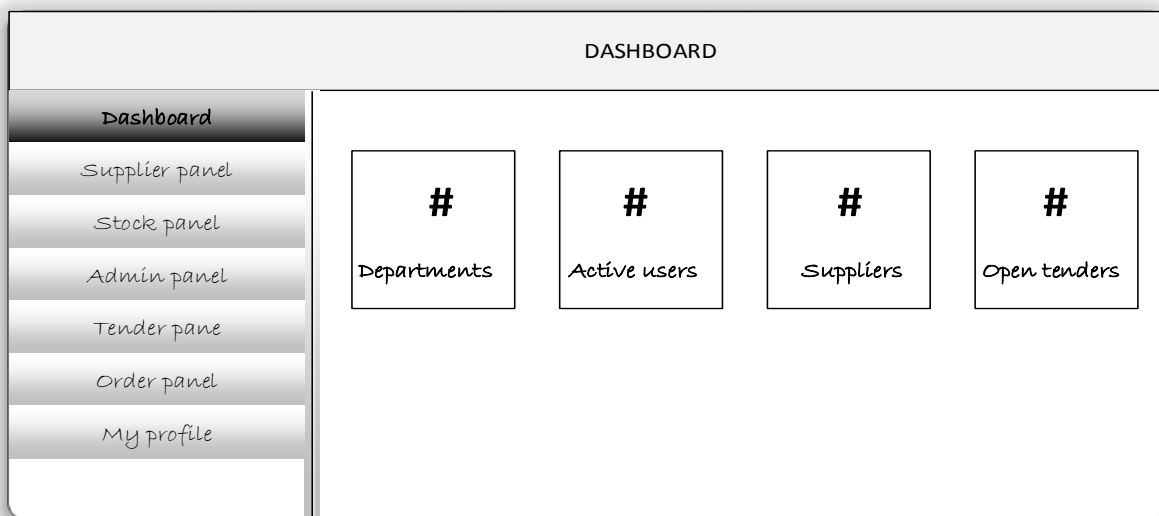 DASHBOARD
Dashboard
Supplier panel
Stock panel
Admin panel
Tender pane
Order panel
My profile
# # # #
Departments Active users Suppliers Open tenders